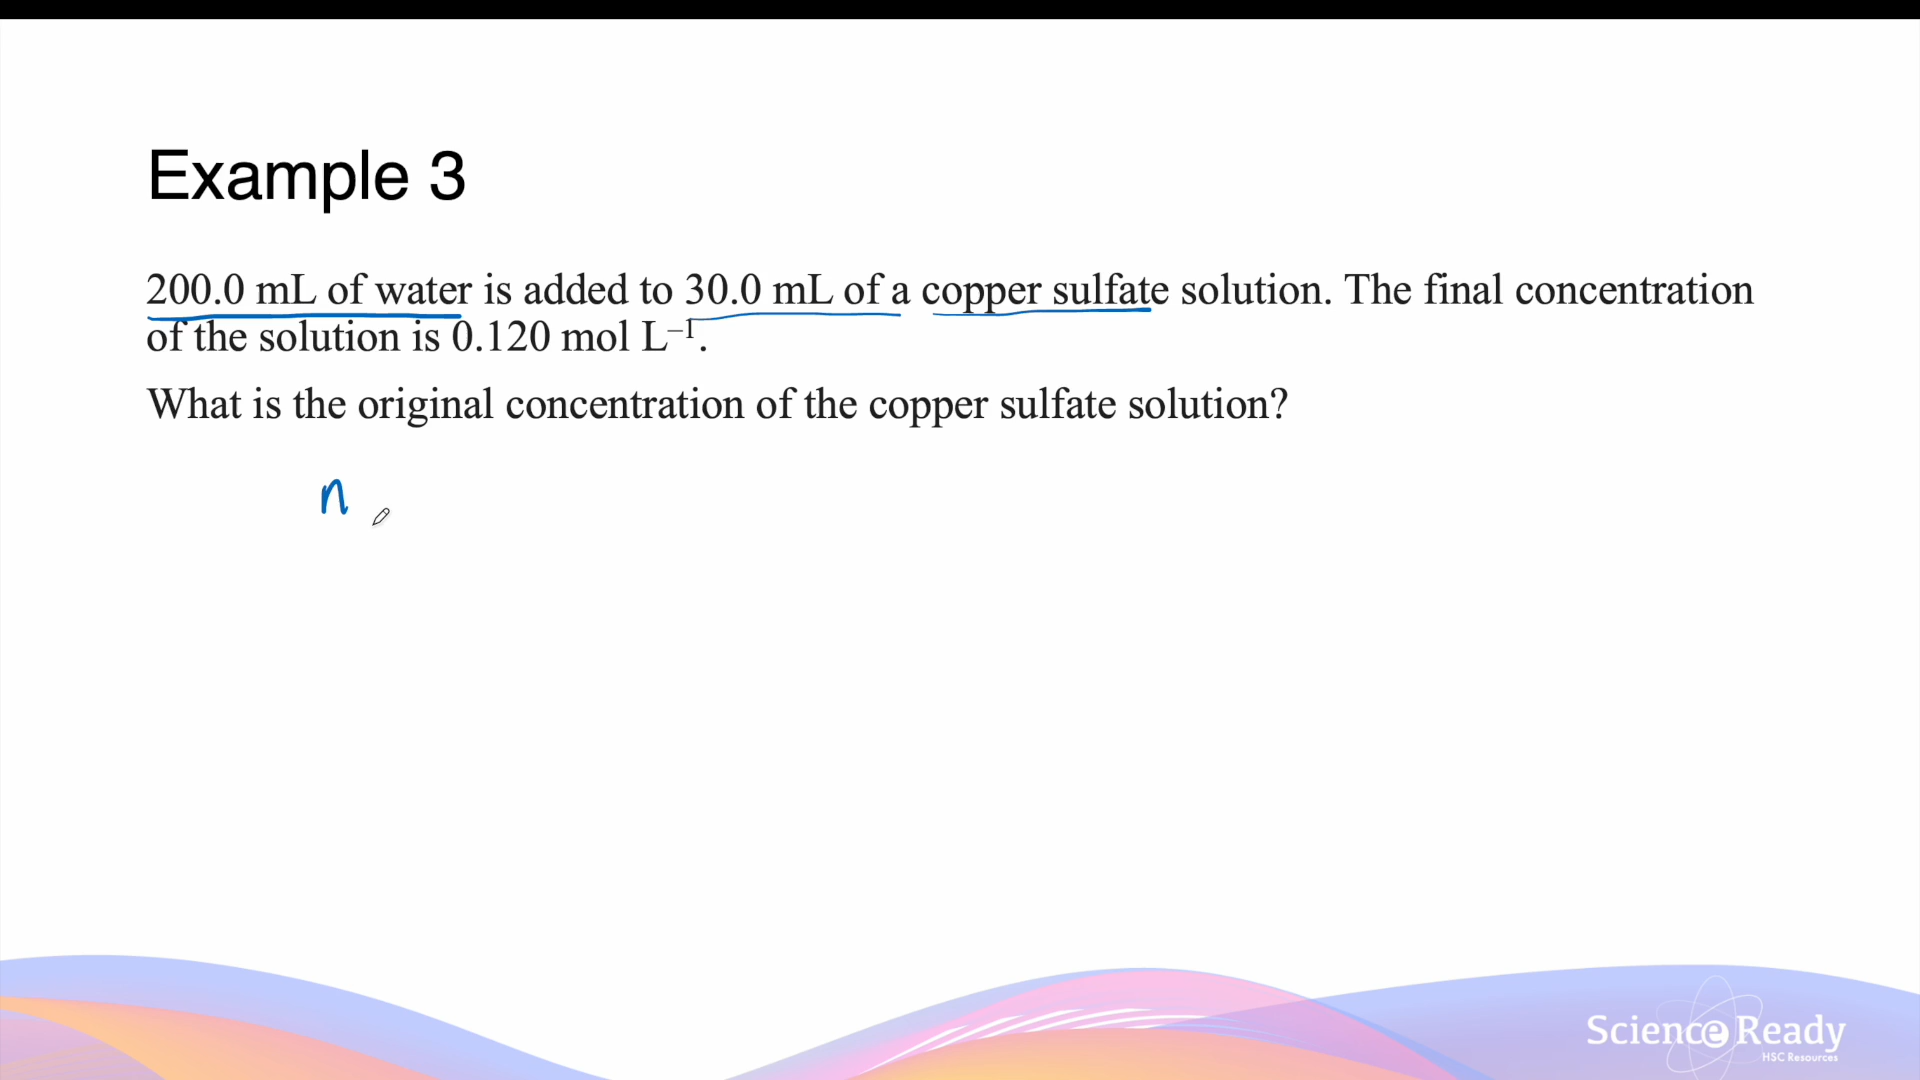 Example 3
200.0 mL of water is added to 30.0 mL of a copper sulfate solution. The final concentration
of the solution is 0.120 mol L⁻¹.
What is the original concentration of the copper sulfate solution?
n
Science Ready
HSC Resources